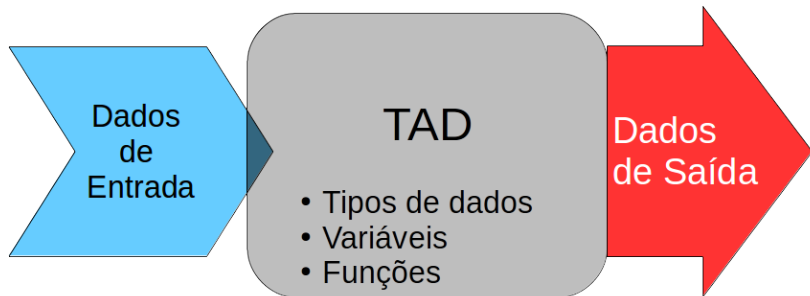 Dados
de
Entrada
TAD
• Tipos de dados
• Variáveis
• Funções
Dados
de Saída